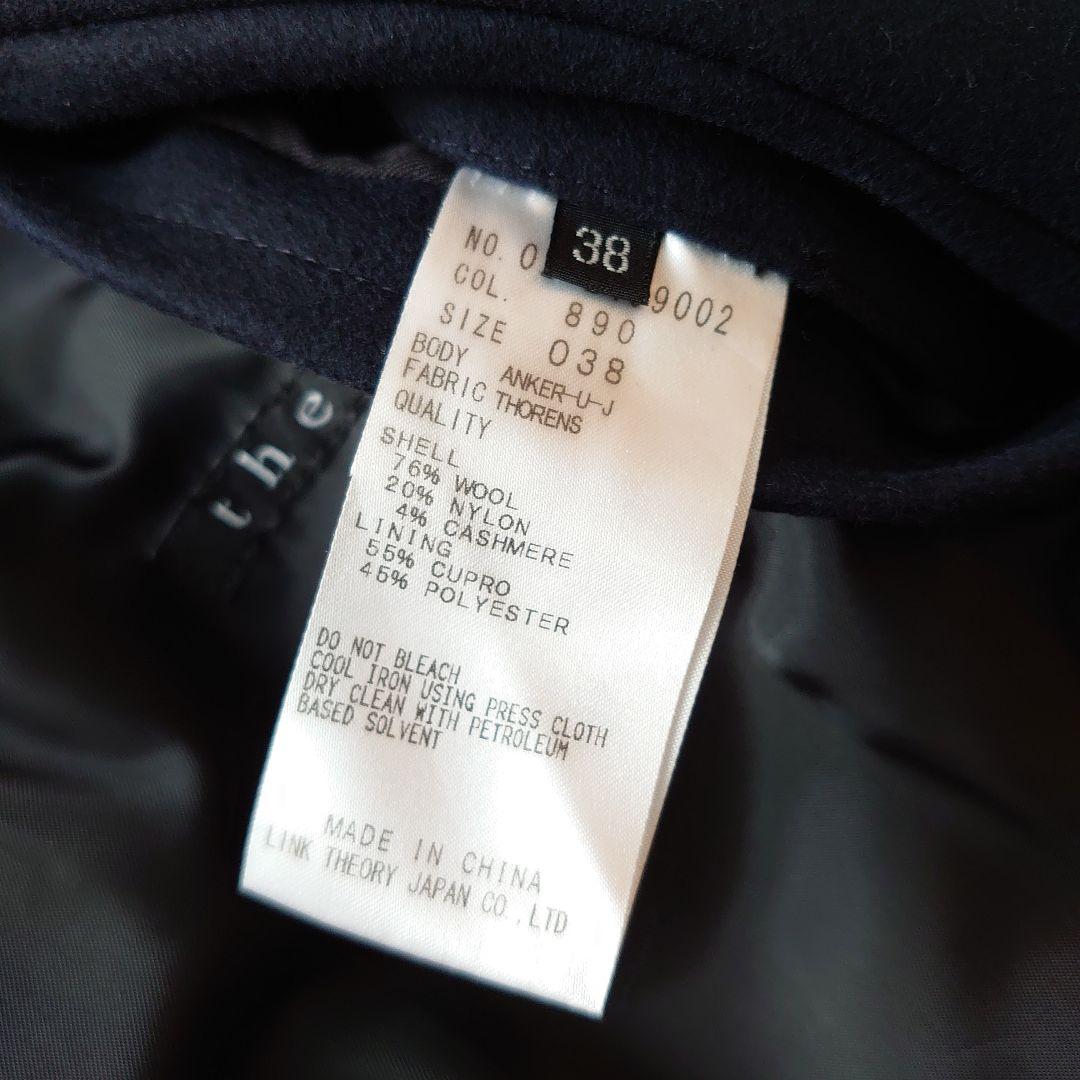 38
NO. 0 9002
COL. 890
SIZE 038
BODY ANKER-U-J
FABRIC THORENS
QUALITY
SHELL
76% WOOL
20% NYLON
4% CASHMERE
LINING
55% CUPRO
45% POLYESTER
DO NOT BLEACH
COOL IRON USING PRESS CLOTH
DRY CLEAN WITH PETROLEUM
BASED SOLVENT
MADE IN CHINA
LINK THEORY JAPAN CO.,LTD
the